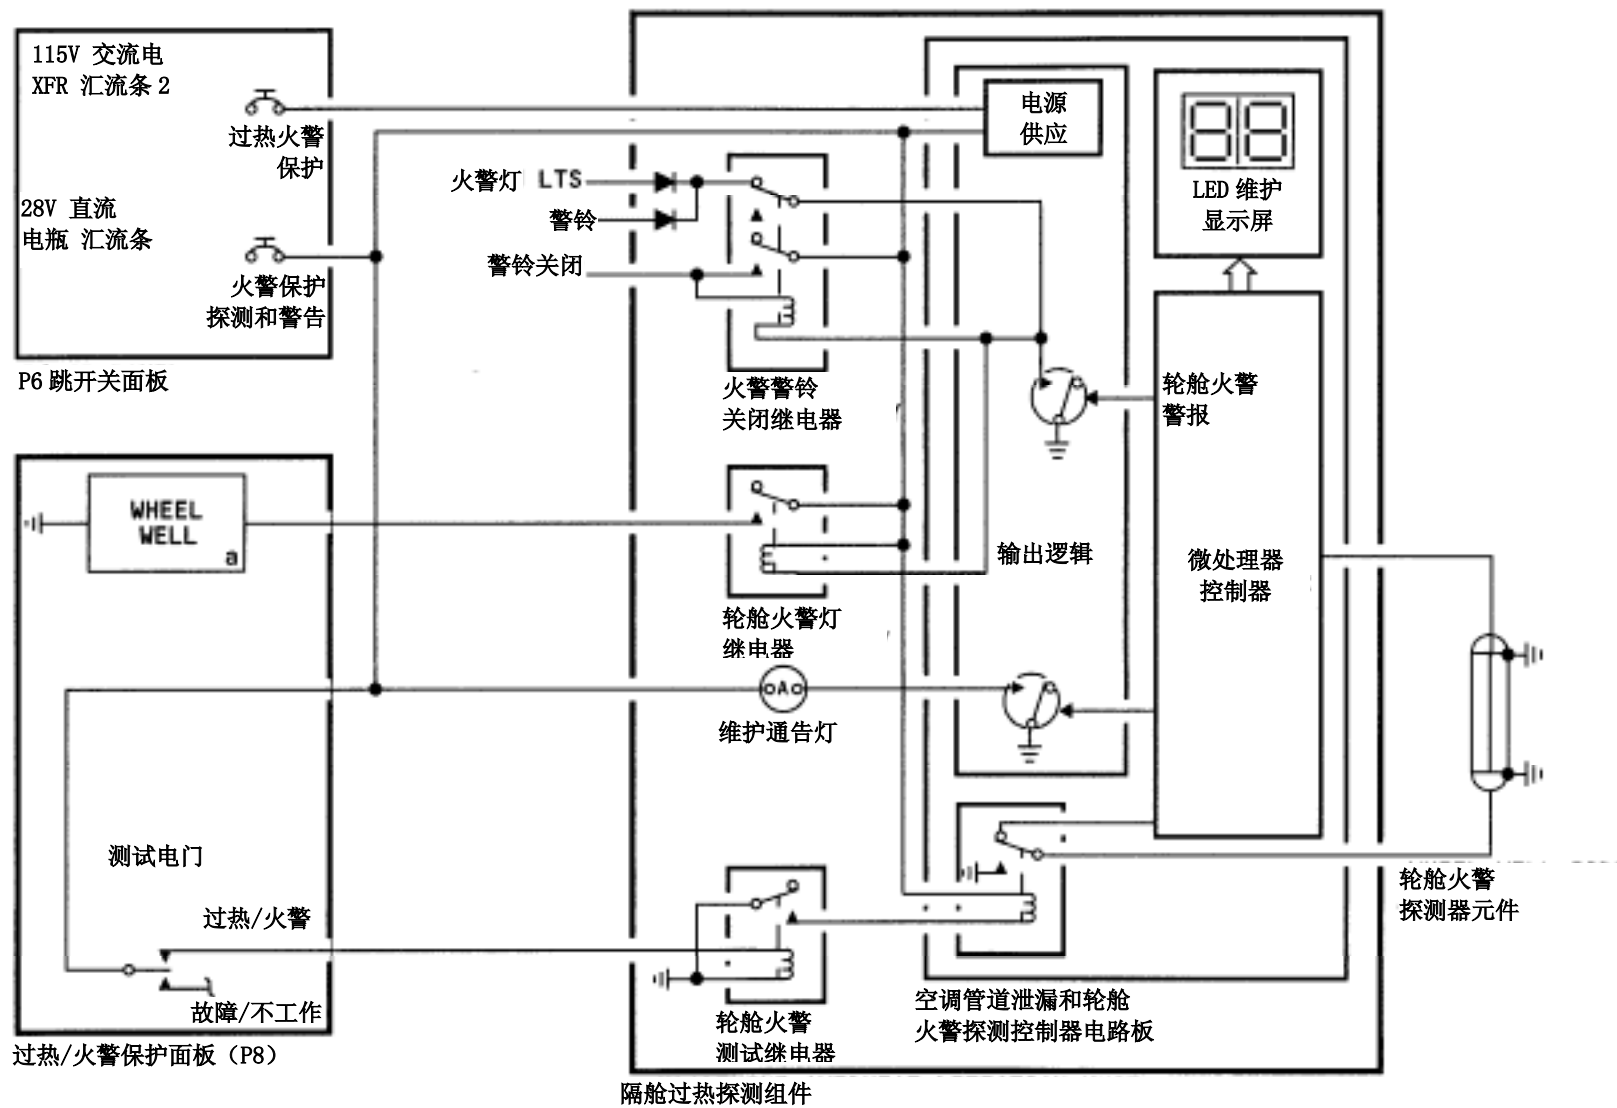 115V 交流电
XFR 汇流条 2
过热火警
保护
28V 直流
电瓶 汇流条
火警保护
探测和警告
P6 跳开关面板
火警灯 LTS
警铃
警铃关闭
火警警铃
关闭继电器
电源
供应
LED 维护
显示屏
轮舱火警
警报
WHEEL
WELL
a
输出逻辑
微处理器
控制器
轮舱火警灯
继电器
A
维护通告灯
测试电门
过热/火警
故障/不工作
过热/火警保护面板（P8）
轮舱火警
测试继电器
空调管道泄漏和轮舱
火警探测控制器电路板
轮舱火警
探测器元件
隔舱过热探测组件